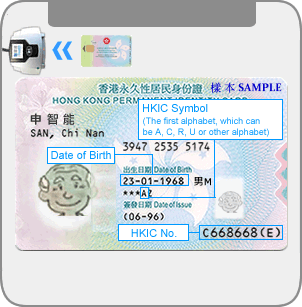 香港永久性居民身份證 樣本 SAMPLE
HONG KONG PERMANENT IDENTITY CARD
申智能
SAN, Chi Nan
HKIC Symbol
(The first alphabet, which can
be A, C, R, U or other alphabet)
3947 2535 5174
Date of Birth
出生日期 Date of Birth
23-01-1968 男M
***AZ
簽發日期 Date of Issue
(06-96)
HKIC No.
C668668(E)